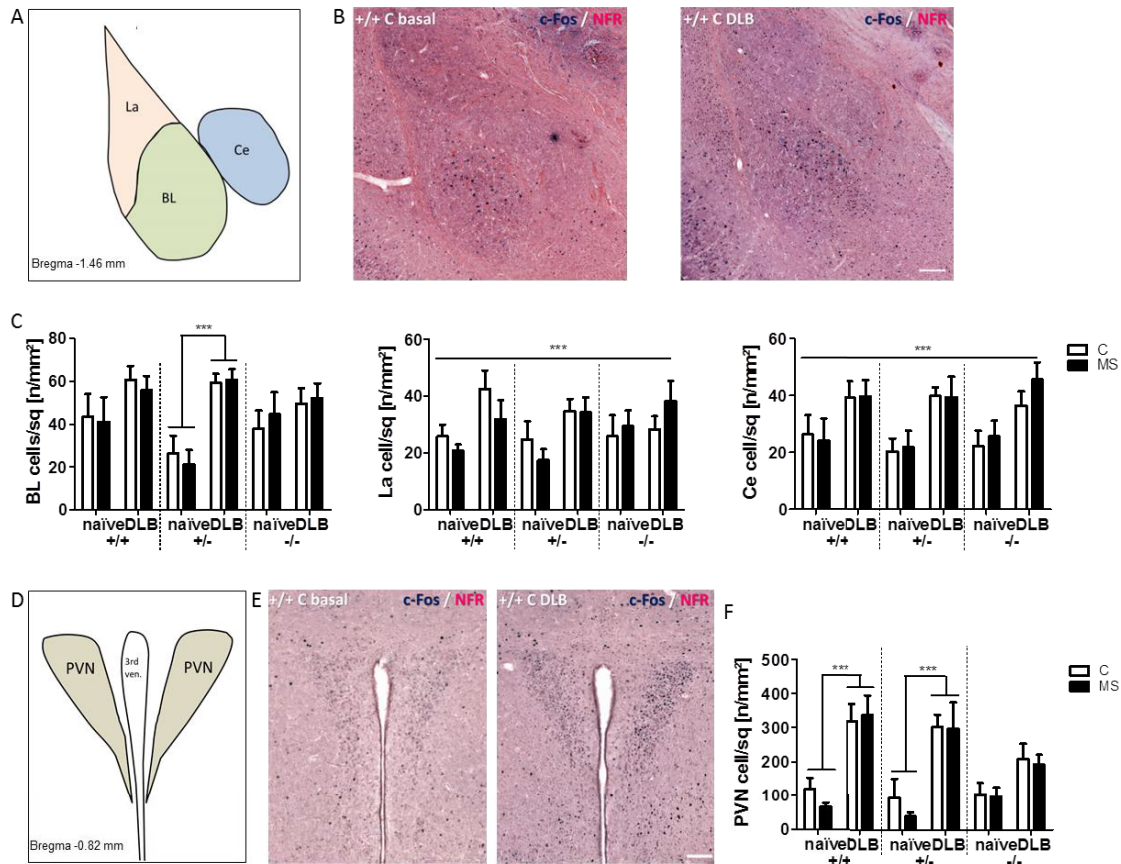 A
La
BL
Ce
Bregma -1.46 mm
B
+/+ C basal c-Fos / NFR
+/+ C DLB c-Fos / NFR
C
BL cells/sq [n/mm²]
80
60
40
20
0
***
naïve DLB naïve DLB naïve DLB
+/+ +/- -/-
La cell/sq [n/mm²]
60
40
20
0
***
naïve DLB naïve DLB naïve DLB
+/+ +/- -/-
Ce cell/sq [n/mm²]
60
40
20
0
***
naïve DLB naïve DLB naïve DLB
+/+ +/- -/-
C
MS
D
PVN
3rd
ven.
PVN
Bregma -0.82 mm
E
+/+ C basal c-Fos / NFR
+/+ C DLB c-Fos / NFR
F
PVN cell/sq [n/mm²]
500
400
300
200
100
0
*** ***
naïve DLB naïve DLB naïve DLB
+/+ +/- -/-
C
MS